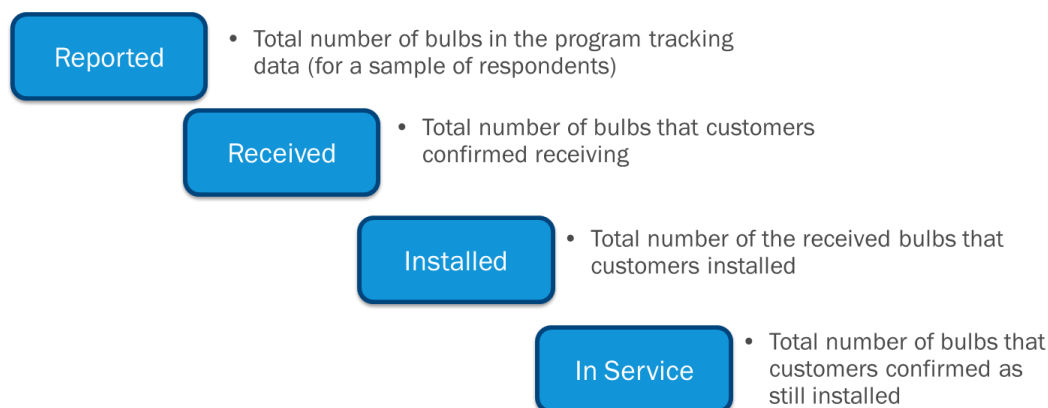 Reported
• Total number of bulbs in the program tracking
data (for a sample of respondents)
Received
• Total number of bulbs that customers
confirmed receiving
Installed
• Total number of the received bulbs that
customers installed
In Service
• Total number of bulbs that
customers confirmed as
still installed